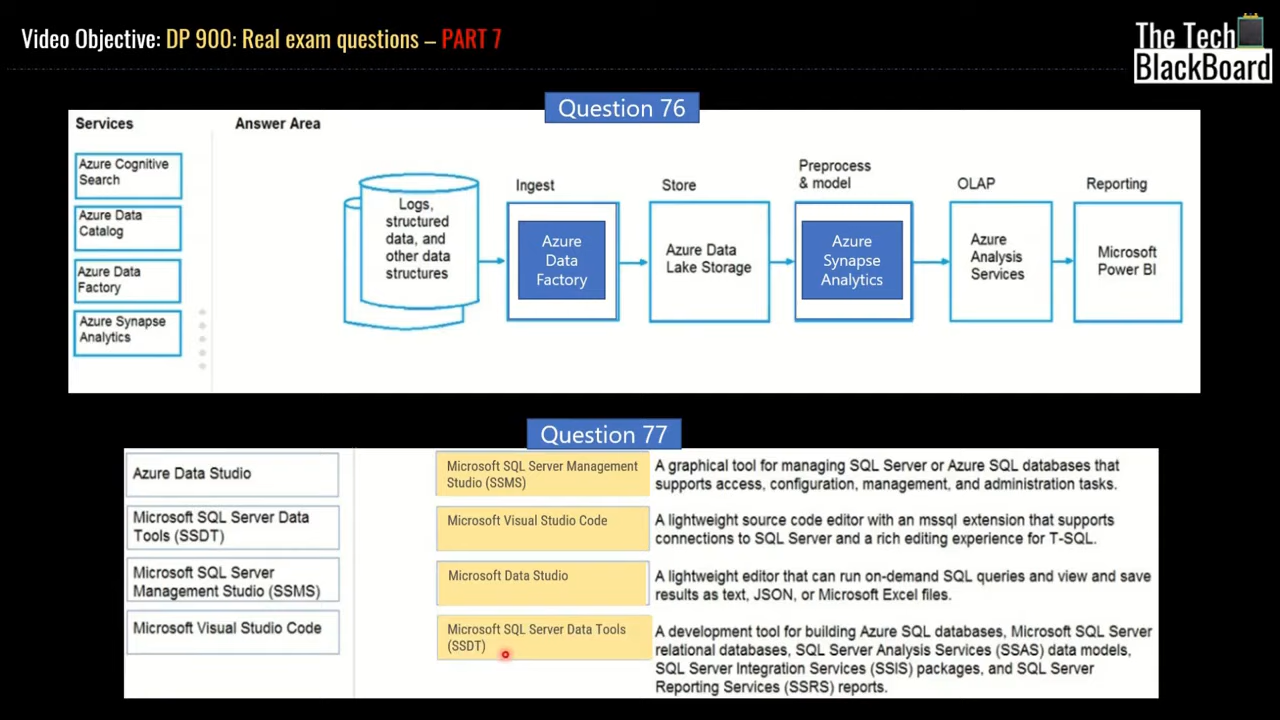 Video Objective: DP 900: Real exam questions – PART 7
The Tech
BlackBoard
Question 76
Services
Answer Area
Azure Cognitive
Search
Azure Data
Catalog
Azure Data
Factory
Azure Synapse
Analytics
Logs,
structured
data, and
other data
structures
Ingest
Azure
Data
Factory
Store
Azure Data
Lake Storage
Preprocess
& model
Azure
Synapse
Analytics
OLAP
Azure
Analysis
Services
Reporting
Microsoft
Power BI
Question 77
Azure Data Studio
Microsoft SQL Server Data
Tools (SSDT)
Microsoft SQL Server
Management Studio (SSMS)
Microsoft Visual Studio Code
Microsoft SQL Server Management
Studio (SSMS)
A graphical tool for managing SQL Server or Azure SQL databases that
supports access, configuration, management, and administration tasks.
Microsoft Visual Studio Code
A lightweight source code editor with an mssql extension that supports
connections to SQL Server and a rich editing experience for T-SQL.
Microsoft Data Studio
A lightweight editor that can run on-demand SQL queries and view and save
results as text, JSON, or Microsoft Excel files.
Microsoft SQL Server Data Tools
(SSDT)
A development tool for building Azure SQL databases, Microsoft SQL Server
relational databases, SQL Server Analysis Services (SSAS) data models,
SQL Server Integration Services (SSIS) packages, and SQL Server
Reporting Services (SSRS) reports.